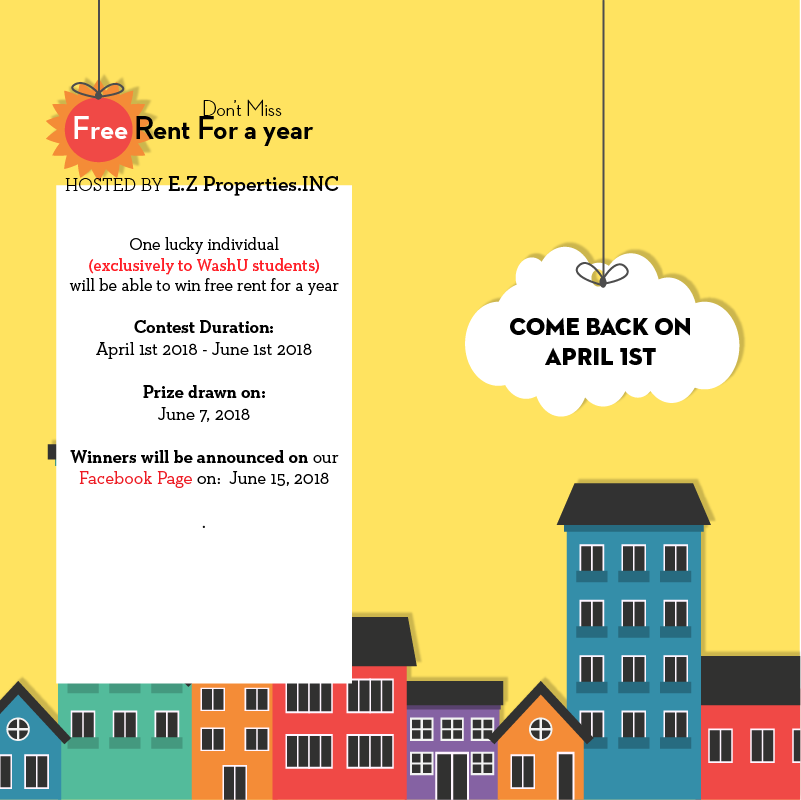 Don't Miss
Free Rent For a year
HOSTED BY E.Z Properties.INC
One lucky individual
(exclusively to WashU students)
will be able to win free rent for a year
Contest Duration:
April 1st 2018 - June 1st 2018
Prize drawn on:
June 7, 2018
Winners will be announced on our
Facebook Page on: June 15, 2018
.
COME BACK ON
APRIL 1ST